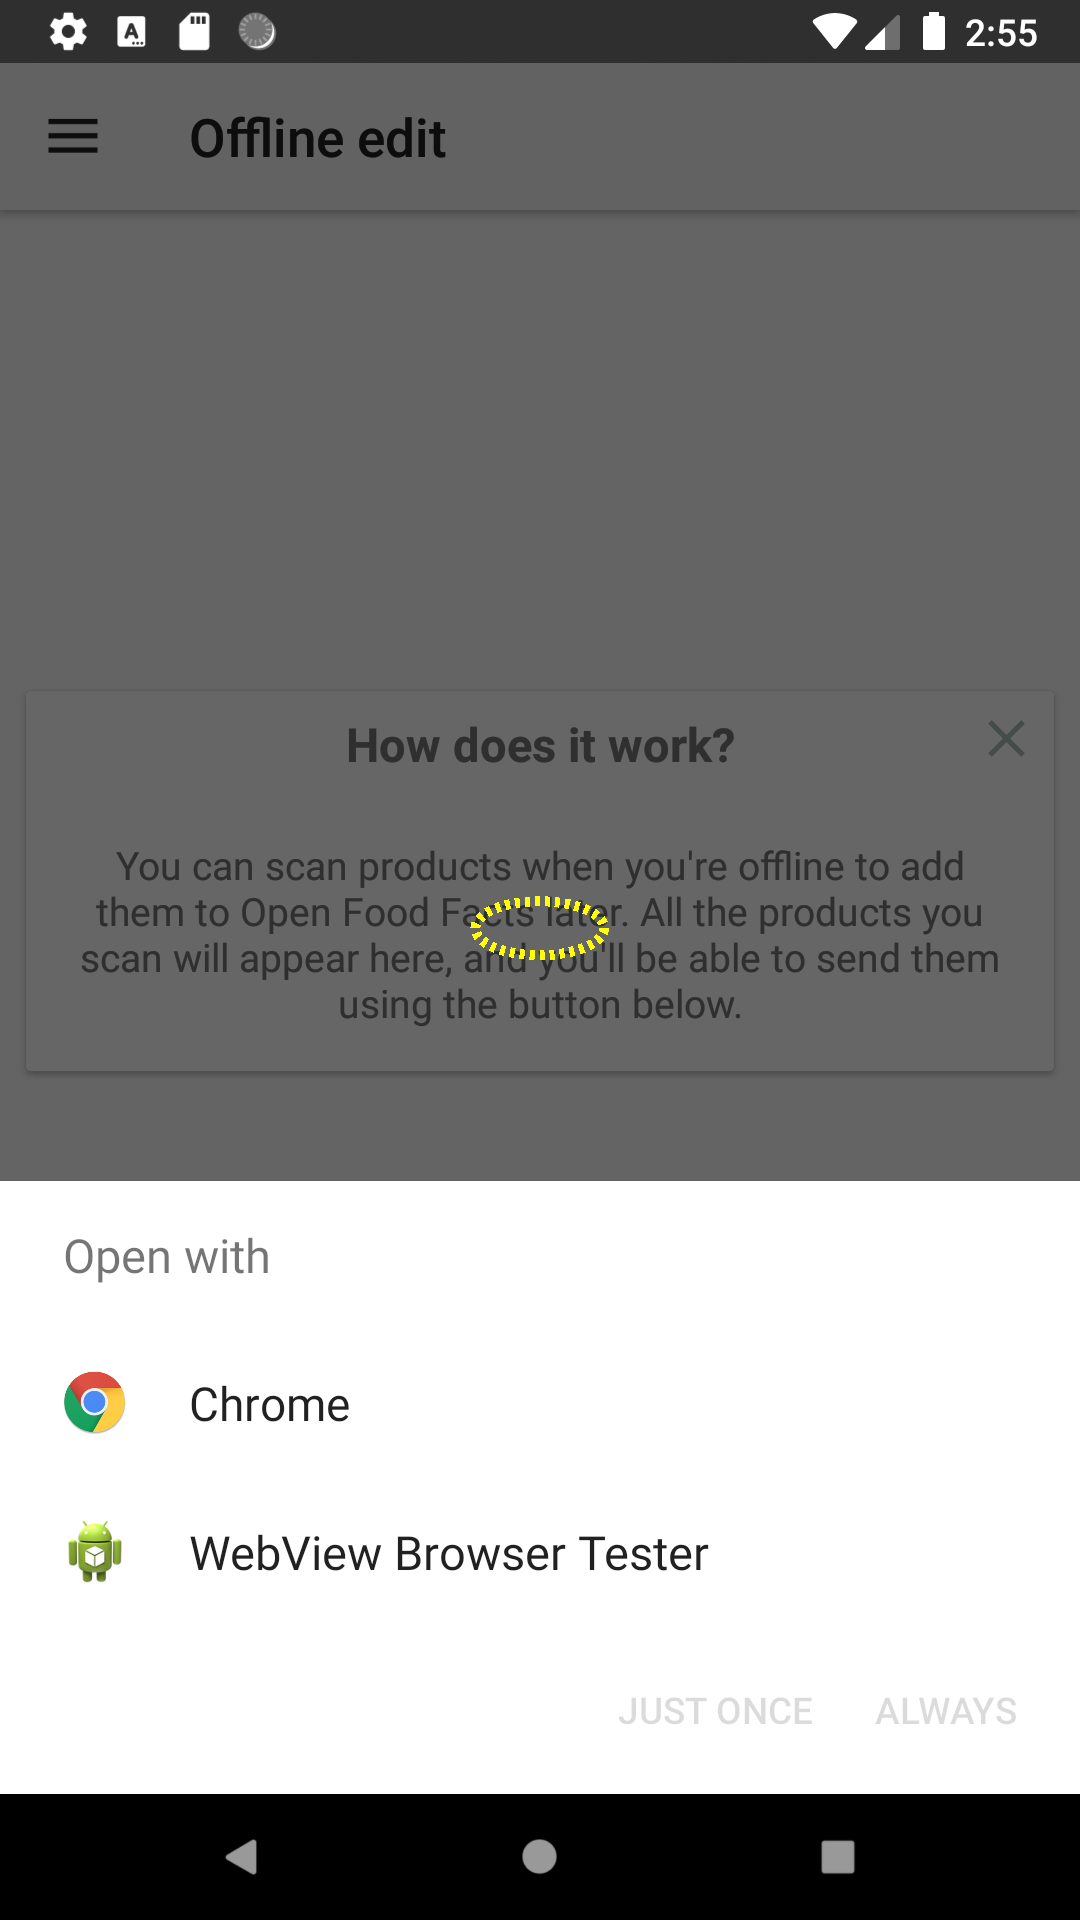 2:55
Offline edit
How does it work?
You can scan products when you're offline to add
them to Open Food Facts later. All the products you
scan will appear here, and you'll be able to send them
using the button below.
Open with
Chrome
WebView Browser Tester
JUST ONCE ALWAYS